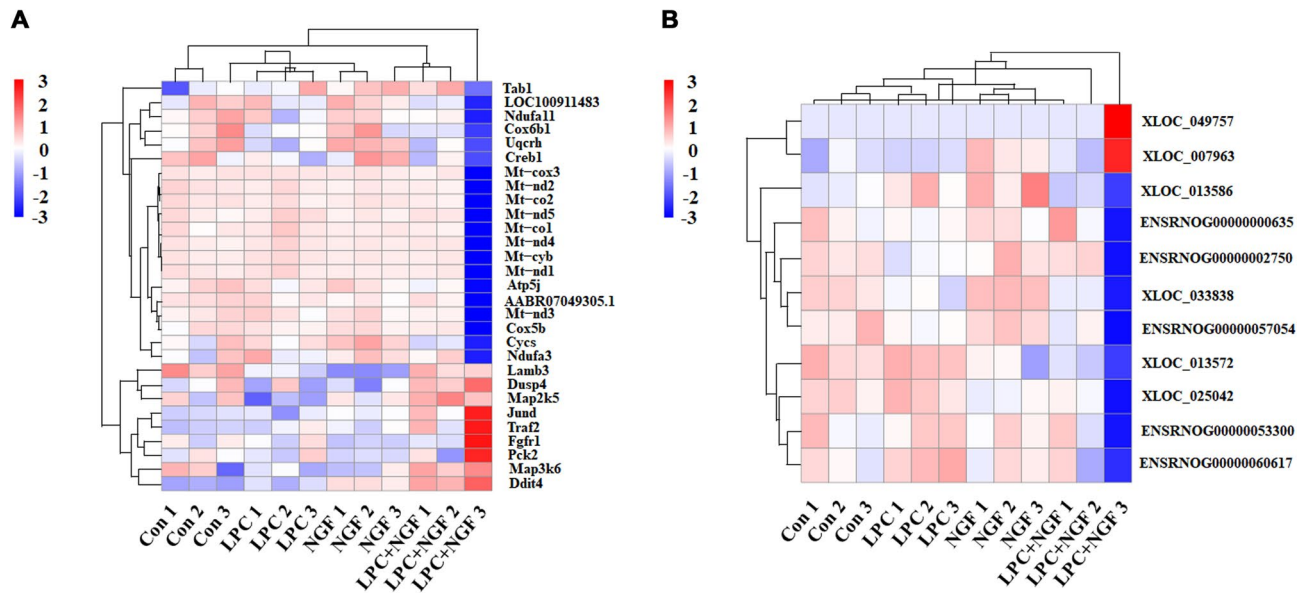 A
3
2
1
0
-1
-2
-3
Tab1
LOC100911483
Ndufa11
Cox6b1
Uqcrh
Creb1
Mt-cox3
Mt-nd2
Mt-co2
Mt-nd5
Mt-co1
Mt-nd4
Mt-cyb
Mt-nd1
Atp5j
AABR07049305.1
Mt-nd3
Cox5b
Cycs
Ndufa3
Lamb3
Dusp4
Map2k5
Jund
Traf2
Fgfr1
Pck2
Map3k6
Ddit4
Con 1
Con 2
Con 3
LPC 1
LPC 2
LPC 3
NGF 1
NGF 2
NGF 3
LPC+NGF 1
LPC+NGF 2
LPC+NGF 3
B
3
2
1
0
-1
-2
-3
XLOC_049757
XLOC_007963
XLOC_013586
ENSRNOG00000000635
ENSRNOG00000002750
XLOC_033838
ENSRNOG00000057054
XLOC_013572
XLOC_025042
ENSRNOG00000053300
ENSRNOG00000060617
Con 1
Con 2
Con 3
LPC 1
LPC 2
LPC 3
NGF 1
NGF 2
NGF 3
LPC+NGF 1
LPC+NGF 2
LPC+NGF 3